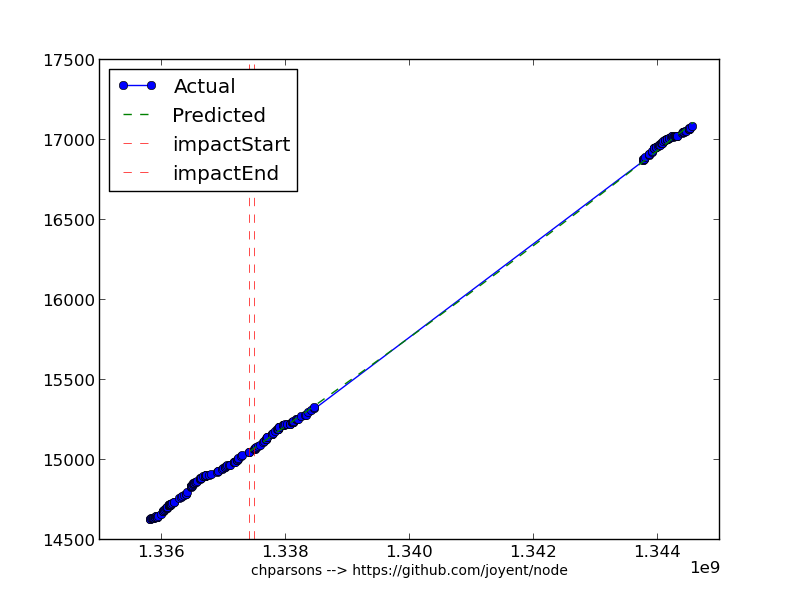 17500
17000
16500
16000
15500
15000
14500
Actual
Predicted
impactStart
impactEnd
1.336 1.338 1.340 1.342 1.344
1e9
chparsons --> https://github.com/joyent/node